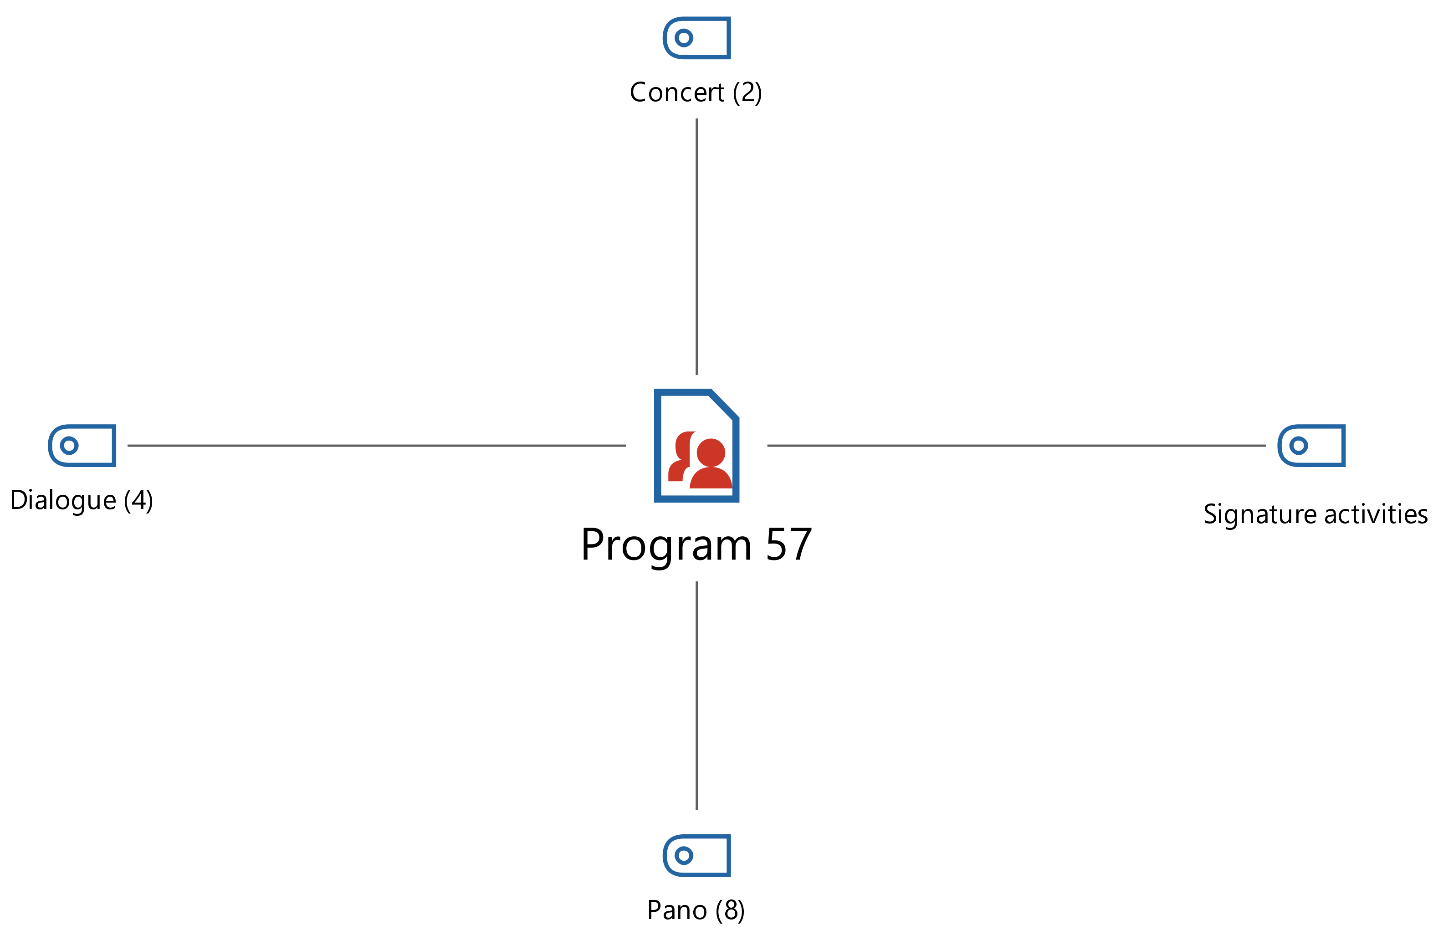 Concert (2)
Dialogue (4)
Signature activities
Program 57
Pano (8)